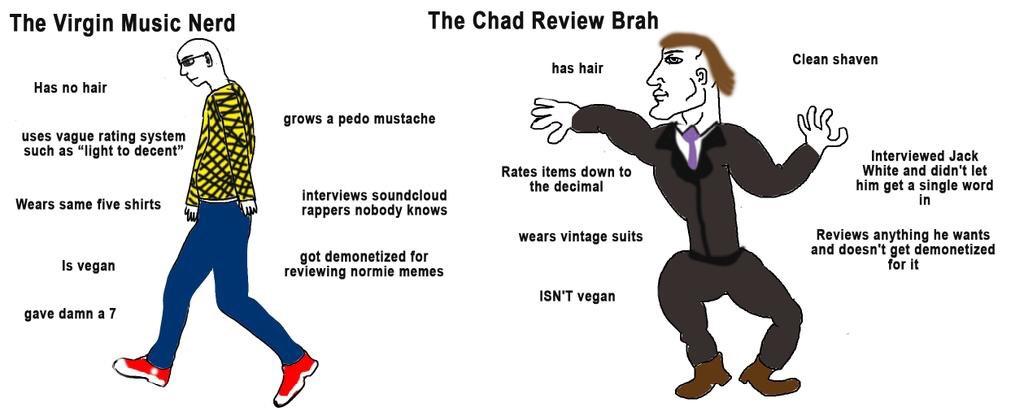 The Virgin Music Nerd
Has no hair
uses vague rating system
such as “light to decent”
Wears same five shirts
Is vegan
gave damn a 7
grows a pedo mustache
interviews soundcloud
rappers nobody knows
got demonetized for
reviewing normie memes
The Chad Review Brah
has hair
Rates items down to
the decimal
wears vintage suits
ISN'T vegan
Clean shaven
Interviewed Jack
White and didn't let
him get a single word
in
Reviews anything he wants
and doesn't get demonetized
for it